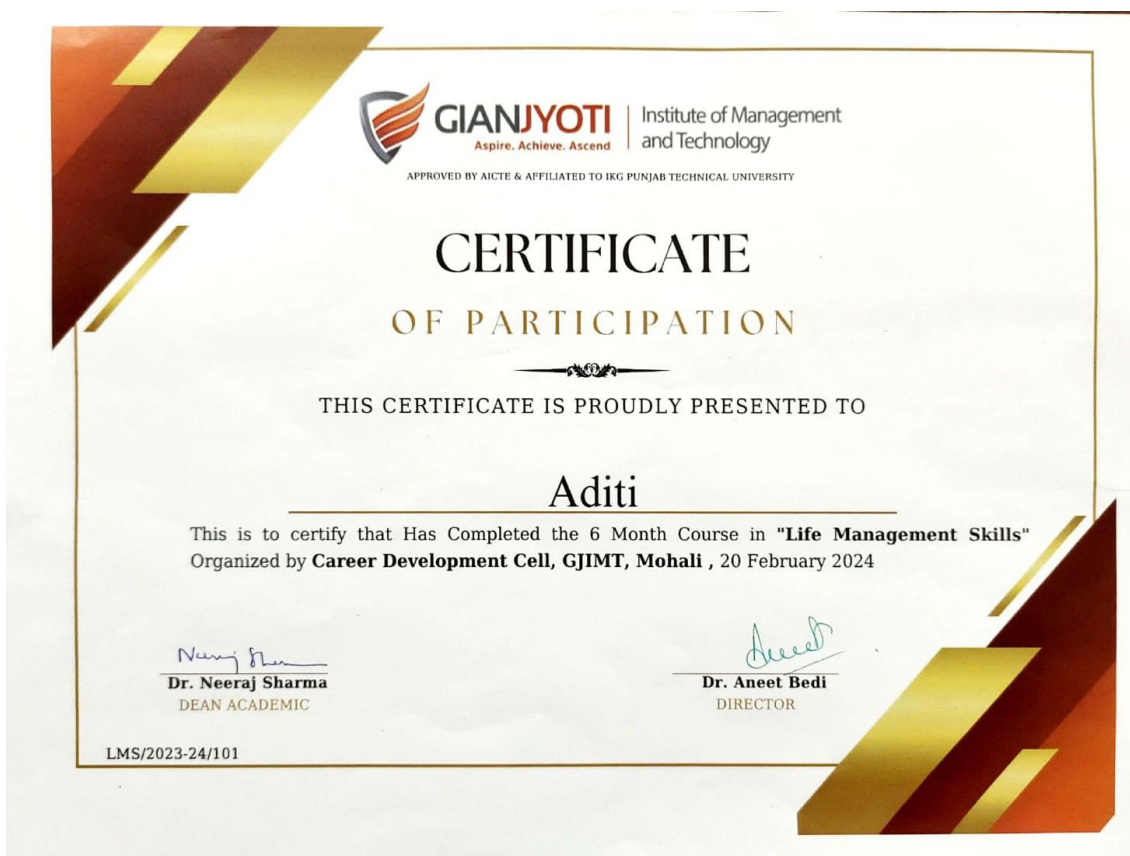 GIANJYOTI
Aspire. Achieve. Ascend
Institute of Management
and Technology
APPROVED BY AICTE & AFFILIATED TO IKG PUNJAB TECHNICAL UNIVERSITY
CERTIFICATE
OF PARTICIPATION
THIS CERTIFICATE IS PROUDLY PRESENTED TO
Aditi
This is to certify that Has Completed the 6 Month Course in "Life Management Skills"
Organized by Career Development Cell, GJIMT, Mohali , 20 February 2024
Neeraj Sharma
Aneet
Dr. Neeraj Sharma
DEAN ACADEMIC
Dr. Aneet Bedi
DIRECTOR
LMS/2023-24/101